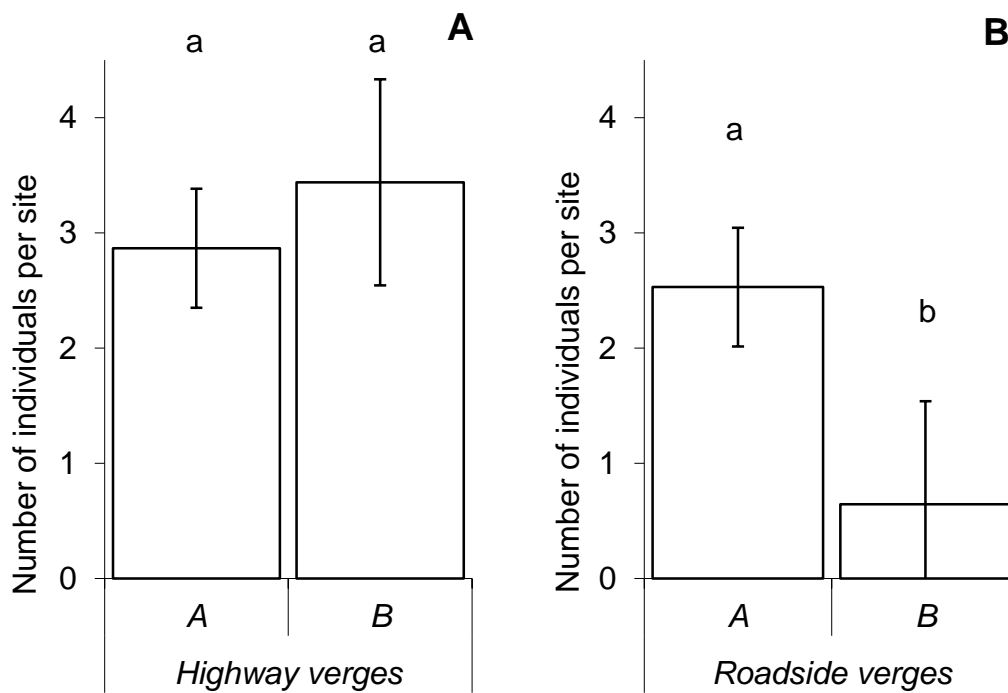 A
a
a
Number of individuals per site
4
3
2
1
0
A
B
Highway verges
B
a
b
Number of individuals per site
4
3
2
1
0
A
B
Roadside verges